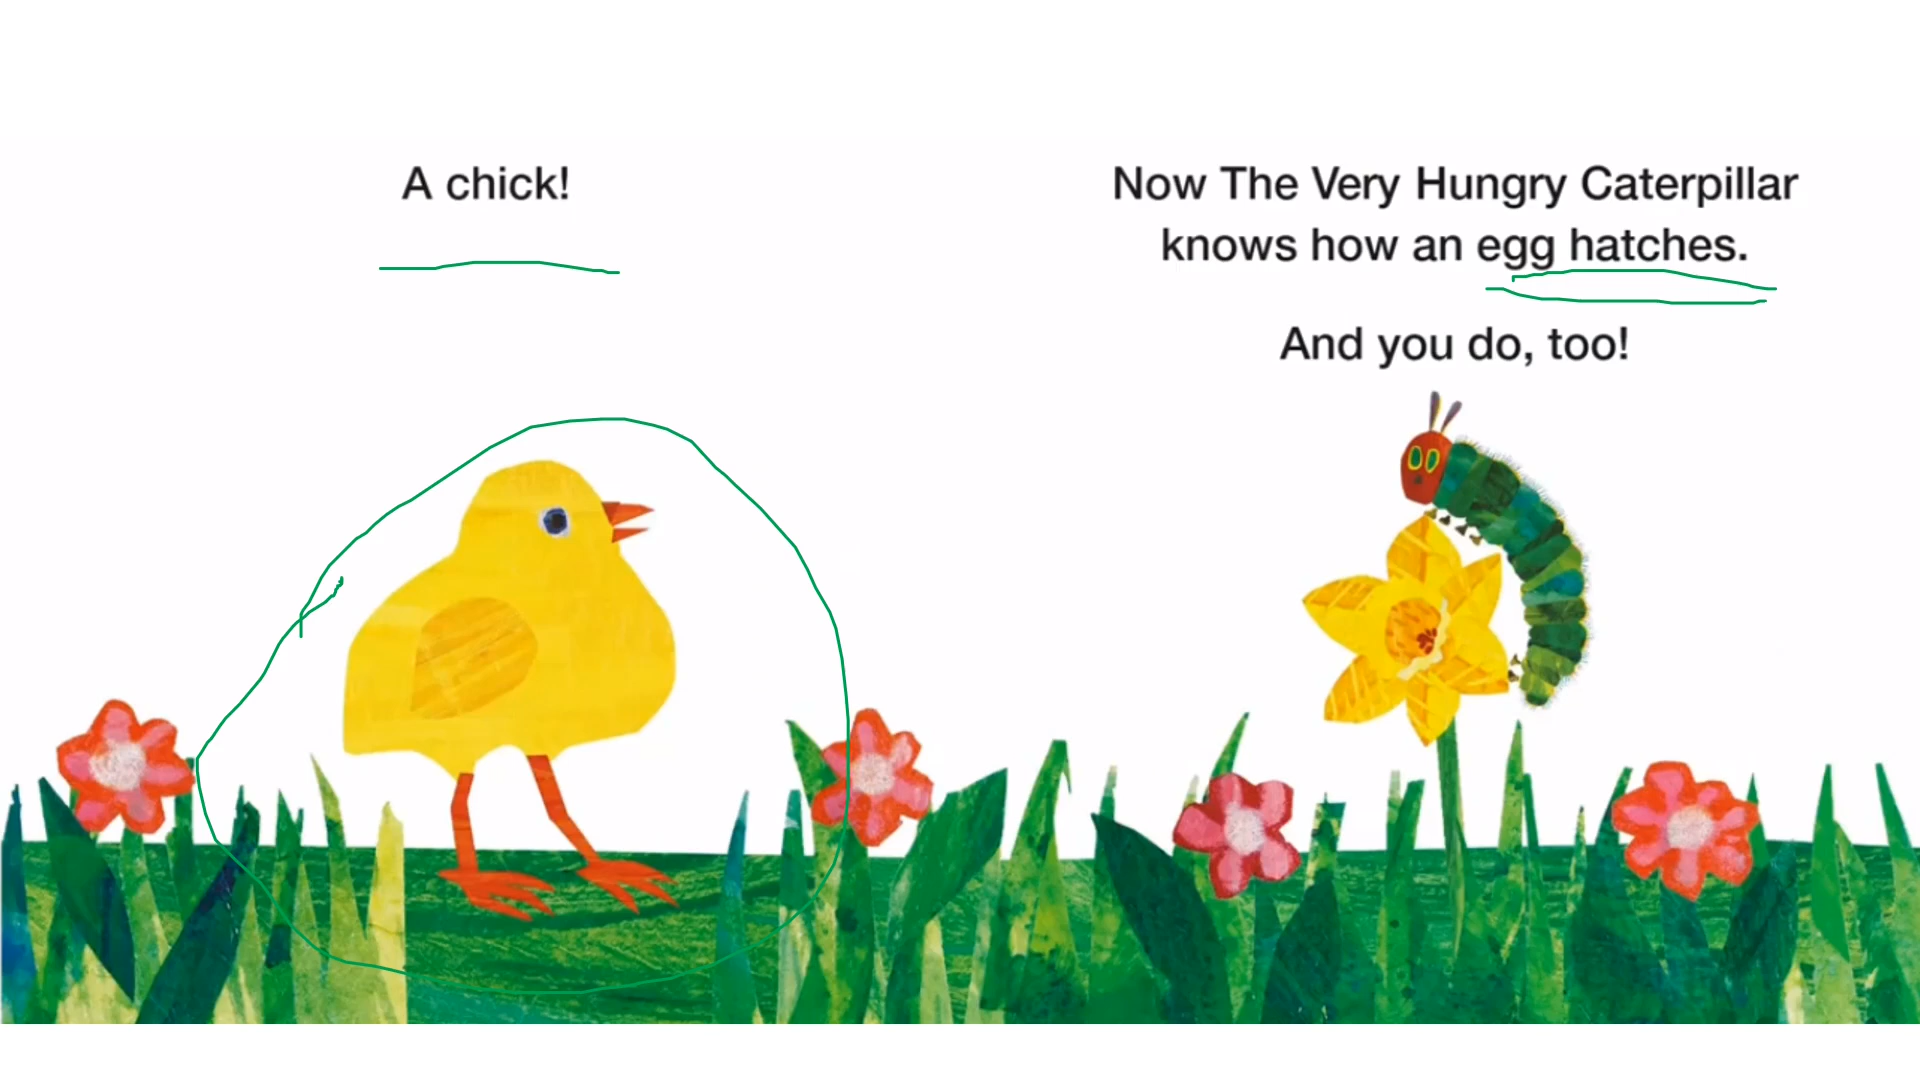 A chick!
Now The Very Hungry Caterpillar
knows how an egg hatches.
And you do, too!